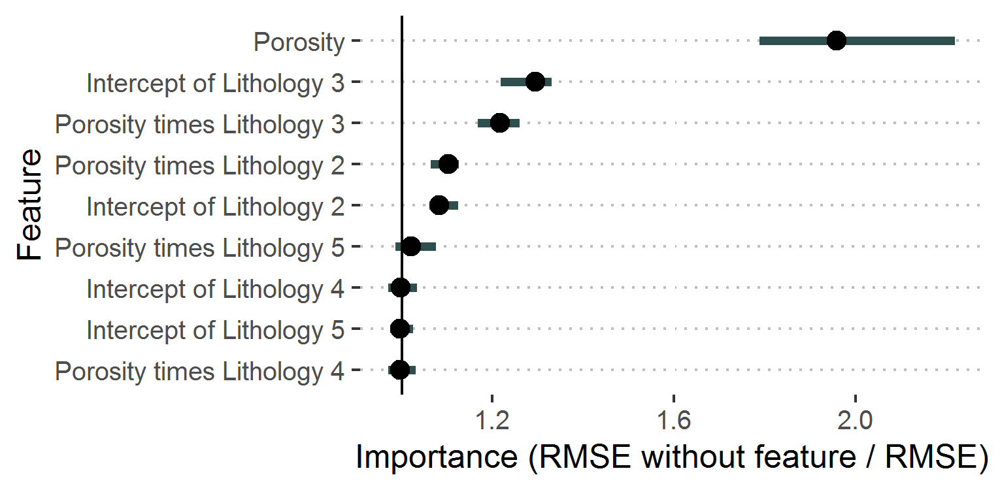 Porosity
Intercept of Lithology 3
Porosity times Lithology 3
Porosity times Lithology 2
Intercept of Lithology 2
Porosity times Lithology 5
Intercept of Lithology 4
Intercept of Lithology 5
Porosity times Lithology 4
Feature
1.2 1.6 2.0
Importance (RMSE without feature / RMSE)